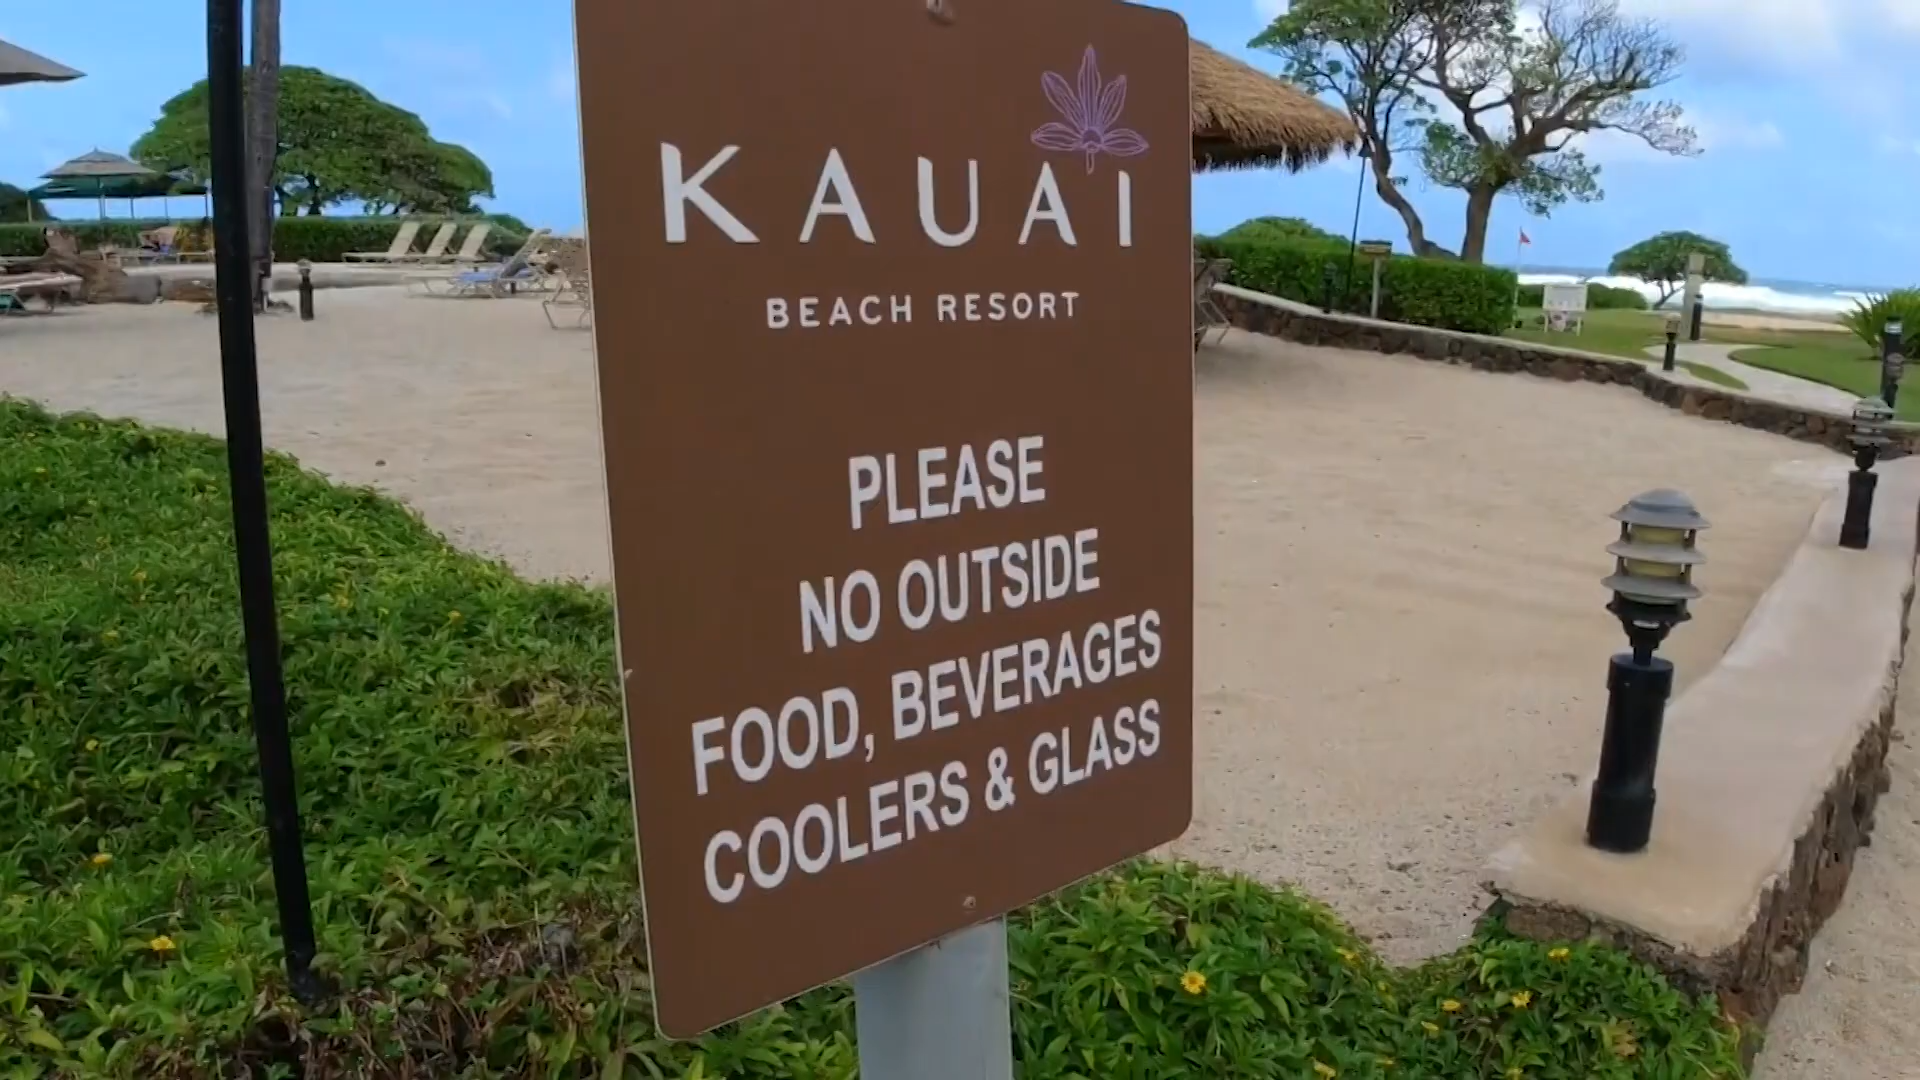 KAUAI
BEACH RESORT
PLEASE
NO OUTSIDE
FOOD, BEVERAGES
COOLERS & GLASS